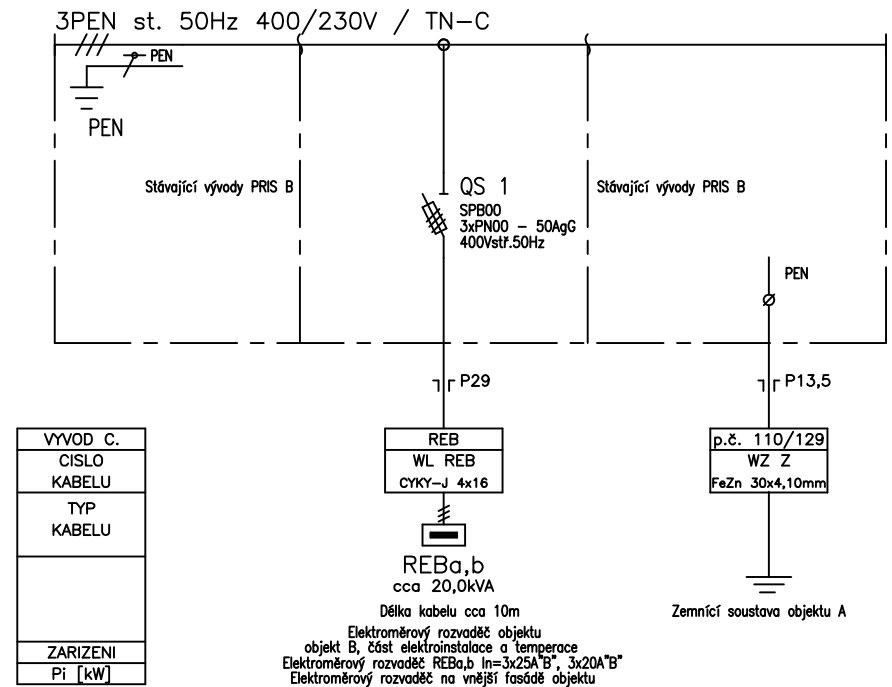 3PEN st. 50Hz 400/230V / TN-C
PEN
PEN
Stávající vývody PRIS B
QS 1
SPB00
3xPN00 - 50AgG
400Vstř.50Hz
Stávající vývody PRIS B
PEN
P29
P13,5
VYVOD C.
CISLO
KABELU
TYP
KABELU
ZARIZENI
Pi [kW]
REB
WL REB
CYKY-J 4x16
REBa,b
cca 20,0kVA
Délka kabelu cca 10m
Elektroměrový rozvaděč objektu
objekt B, část elektroinstalace a temperace
Elektroměrový rozvaděč REBa,b In=3x25A"B", 3x20A"B"
Elektroměrový rozvaděč na vnější fasádě objektu
p.č. 110/129
WZ Z
FeZn 30x4,10mm
Zemnící soustava objektu A